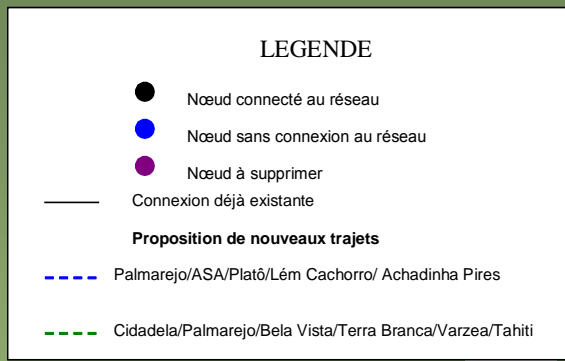 LEGENDE
Nœud connecté au réseau
Nœud sans connexion au réseau
Nœud à supprimer
Connexion déjà existante
Proposition de nouveaux trajets
Palmarejo/ASA/Platô/Lém Cachorro/ Achadinha Pires
Cidadela/Palmarejo/Bela Vista/Terra Branca/Varzea/Tahiti